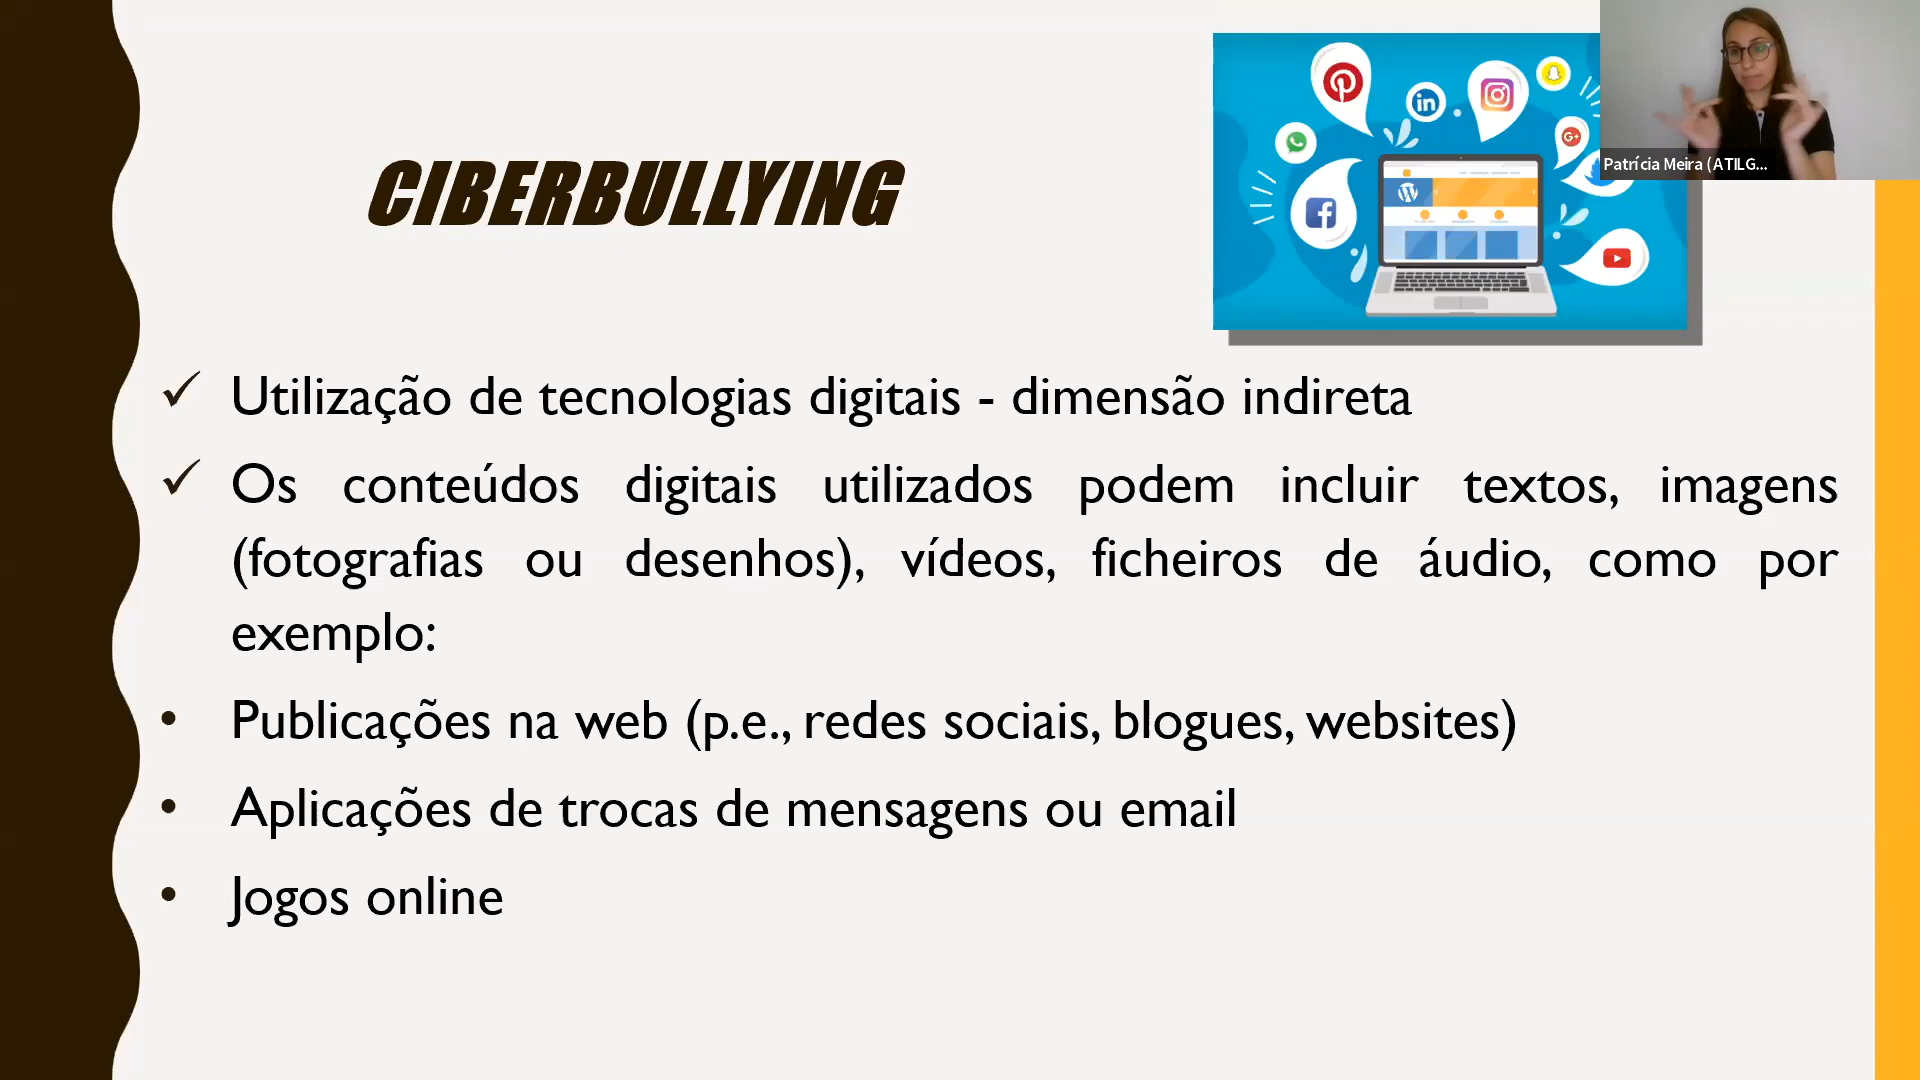 CIBERBULLYING
Patrícia Meira (ATILG...
✓ Utilização de tecnologias digitais - dimensão indireta
✓ Os conteúdos digitais utilizados podem incluir textos, imagens
(fotografias ou desenhos), vídeos, ficheiros de áudio, como por
exemplo:
• Publicações na web (p.e., redes sociais, blogues, websites)
• Aplicações de trocas de mensagens ou email
• Jogos online